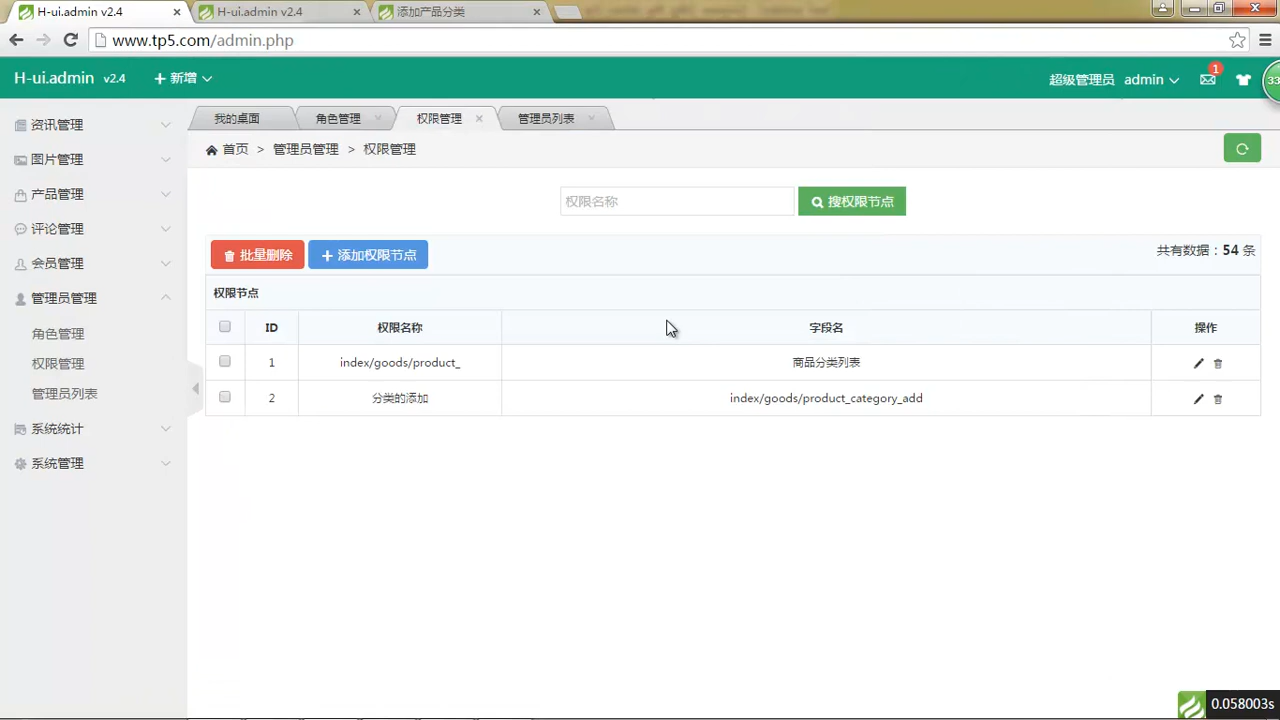 H-ui.admin v2.4
H-ui.admin v2.4
添加产品分类
www.tp5.com/admin.php
H-ui.admin v2.4
新增
超级管理员 admin
1
33
资讯管理
图片管理
产品管理
评论管理
会员管理
管理员管理
角色管理
权限管理
管理员列表
系统统计
系统管理
我的桌面
角色管理
权限管理
管理员列表
首页 > 管理员管理 > 权限管理
权限名称
搜权限节点
批量删除
添加权限节点
共有数据：54 条
权限节点
ID 权限名称 字段名 操作
1 index/goods/product_ 商品分类列表
2 分类的添加 index/goods/product_category_add
0.058003s